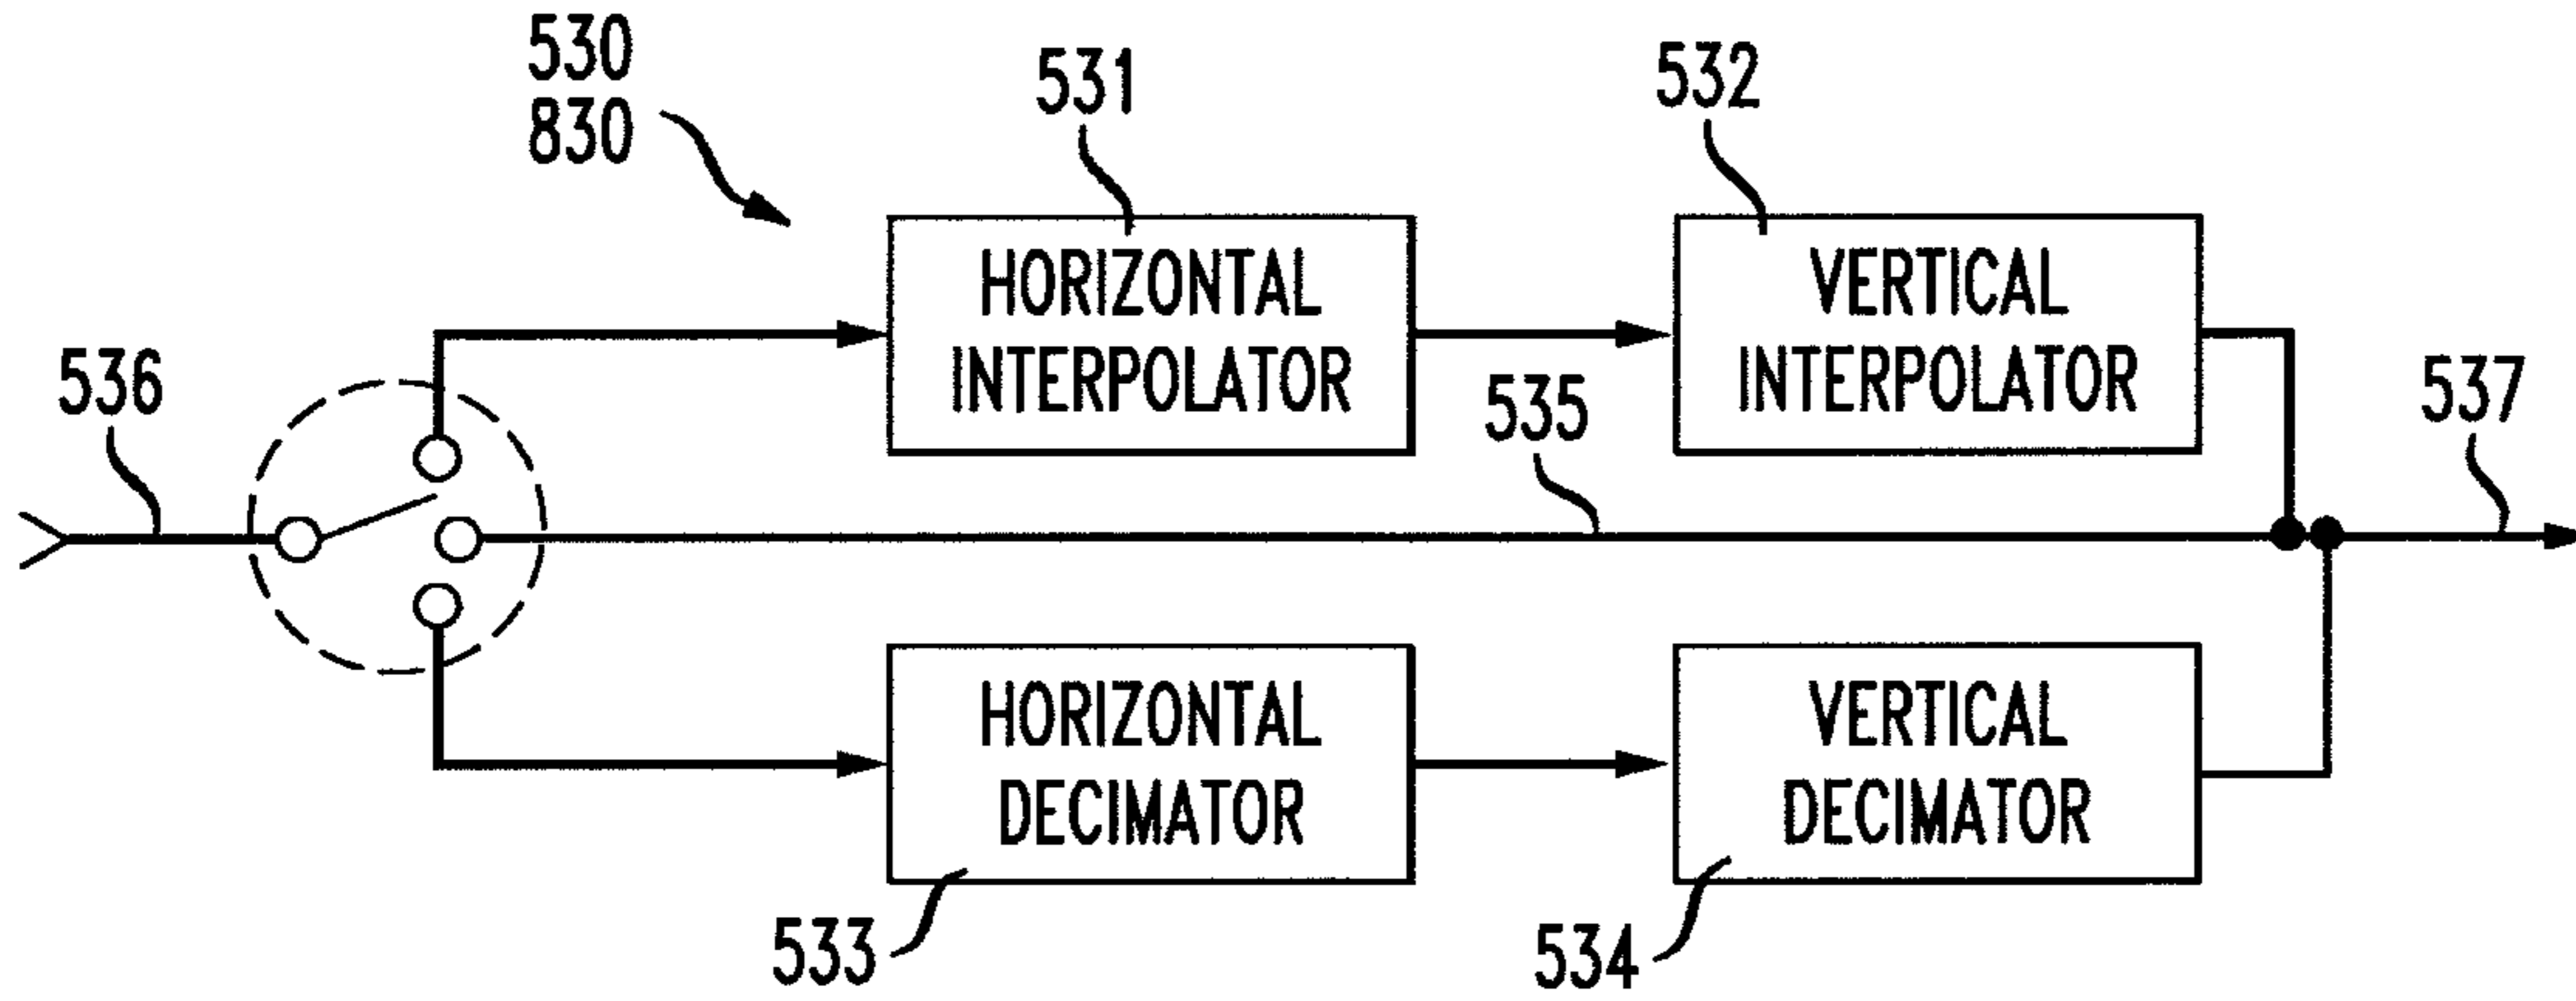 530
830
531
532
HORIZONTAL
INTERPOLATOR
VERTICAL
INTERPOLATOR
536
535
537
HORIZONTAL
DECIMATOR
VERTICAL
DECIMATOR
533
534